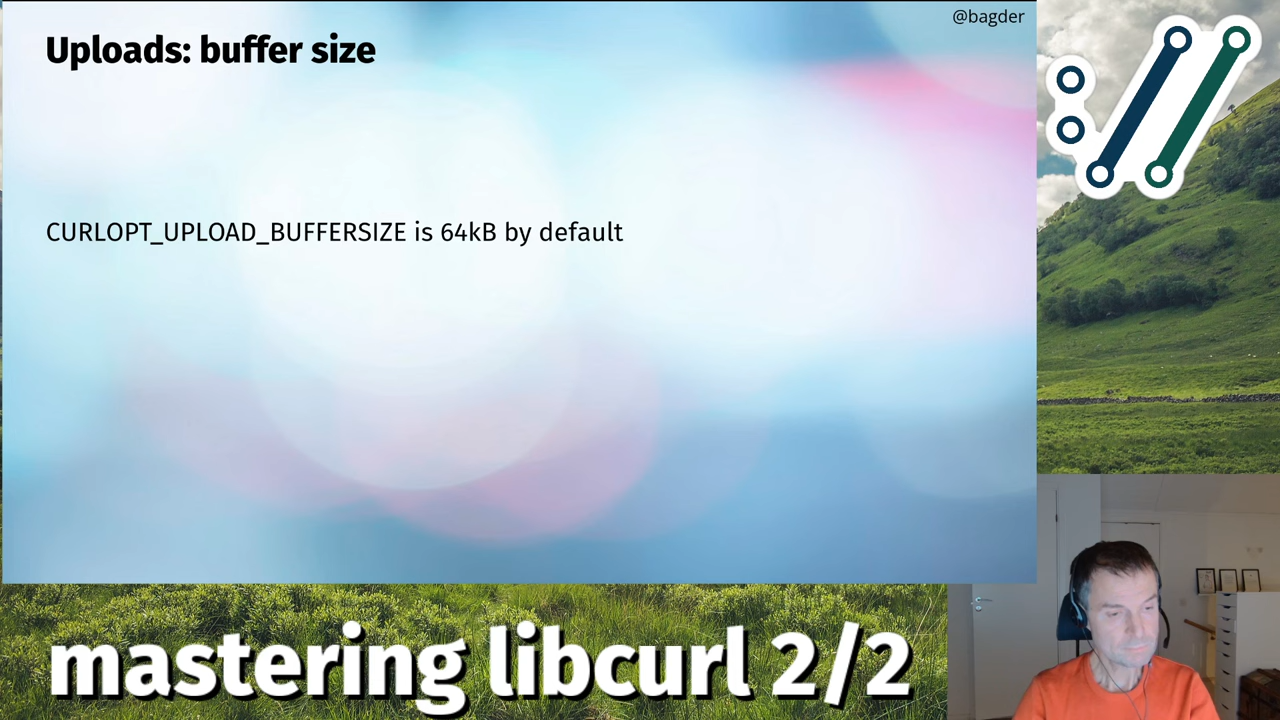 @bagder
Uploads: buffer size
CURLOPT_UPLOAD_BUFFERSIZE is 64kB by default
mastering libcurl 2/2